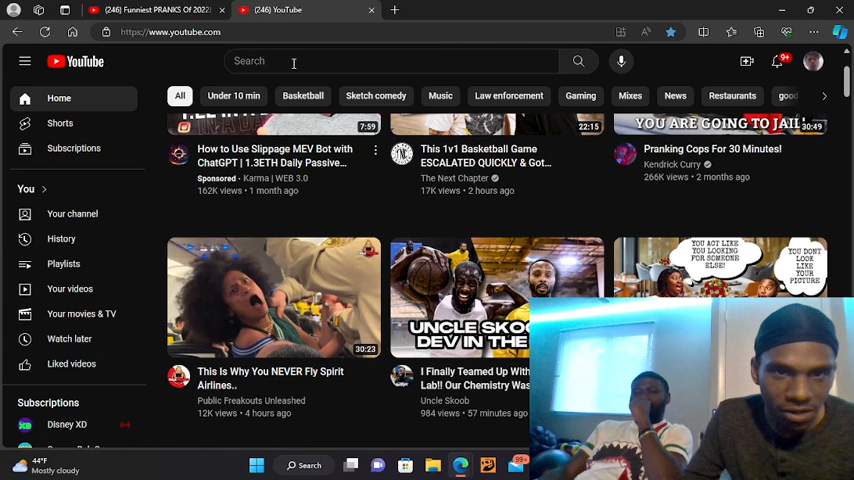 (246) Funniest PRANKS Of 2022!
(246) YouTube
https://www.youtube.com
YouTube
Search
9+
Home
Shorts
Subscriptions
You
Your channel
History
Playlists
Your videos
Your movies & TV
Watch later
Liked videos
Subscriptions
Disney XD
All
Under 10 min
Basketball
Sketch comedy
Music
Law enforcement
Gaming
Mixes
News
Restaurants
7:59
22:15
YOU ARE GOING TO JAIL!
30:49
How to Use Slippage MEV Bot with
ChatGPT | 1.3ETH Daily Passive...
Sponsored · Karma | WEB 3.0
162K views · 1 month ago
This 1v1 Basketball Game
ESCALATED QUICKLY & Got...
The Next Chapter
17K views · 2 hours ago
Pranking Cops For 30 Minutes!
Kendrick Curry
266K views · 2 months ago
30:23
UNCLE SKOO
DEV IN THE
YOU ACT LIKE
YOU LOOKING
FOR SOMEONE
ELSE!
YOU DONT
LOOK
LIKE
YOUR
PICTURE
This Is Why You NEVER Fly Spirit
Airlines..
Public Freakouts Unleashed
12K views · 4 hours ago
I Finally Teamed Up With
Lab!! Our Chemistry Was
Uncle Skoob
984 views · 57 minutes ago
44°F
Mostly cloudy
Search
99+